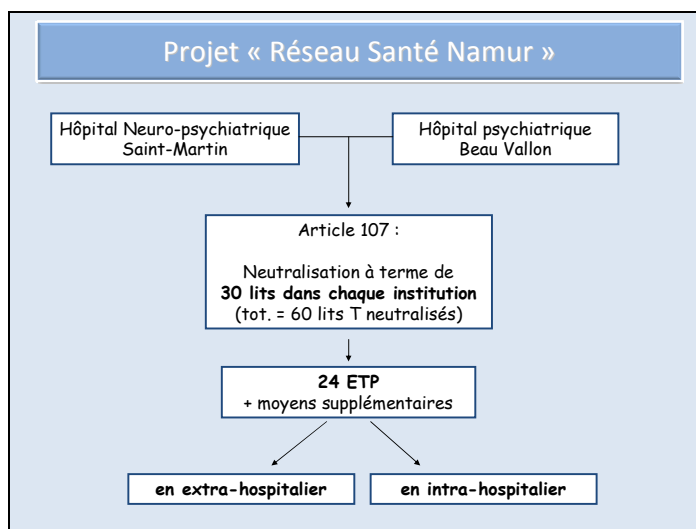 Projet « Réseau Santé Namur »
Hôpital Neuro-psychiatrique
Saint-Martin
Hôpital psychiatrique
Beau Vallon
Article 107 :
Neutralisation à terme de
30 lits dans chaque institution
(tot. = 60 lits T neutralisés)
24 ETP
+ moyens supplémentaires
en extra-hospitalier
en intra-hospitalier